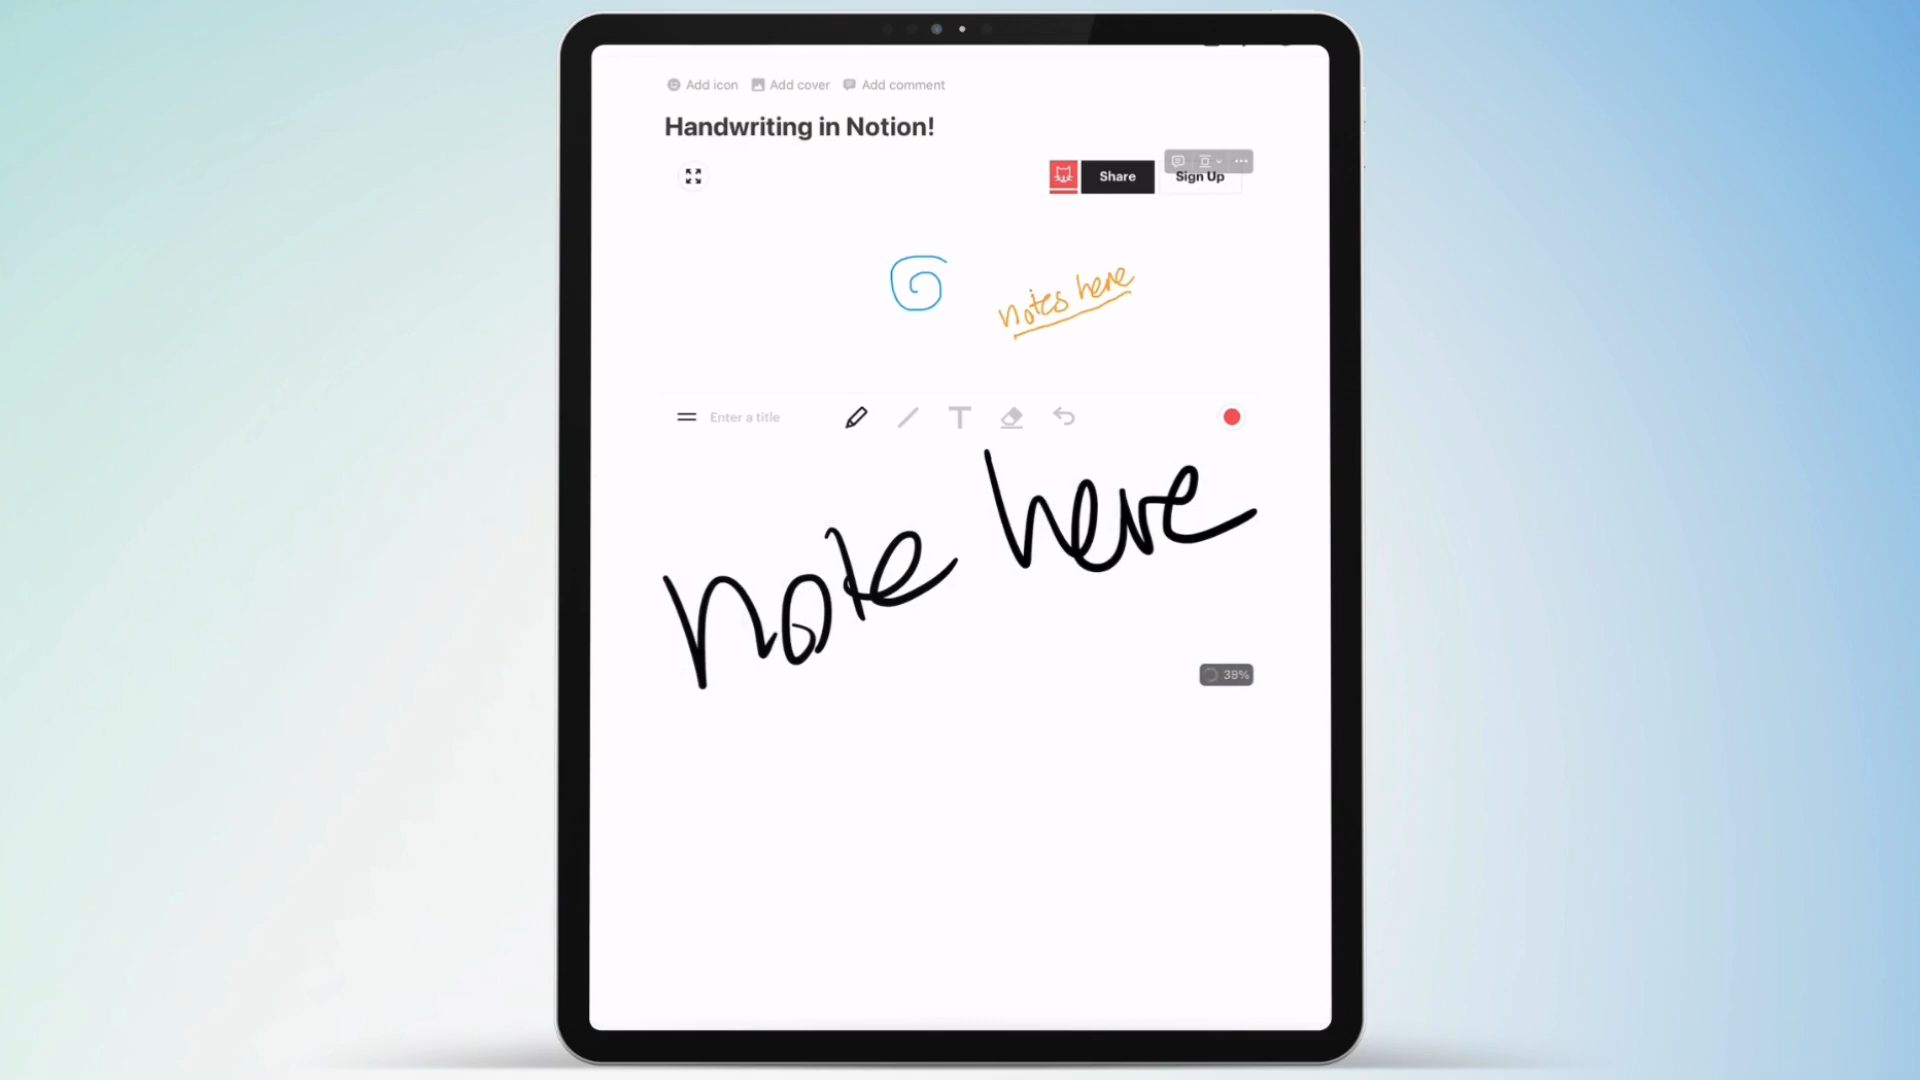 Add icon Add cover Add comment
Handwriting in Notion!
Share Sign Up
notes here
Enter a title T
note here
38%